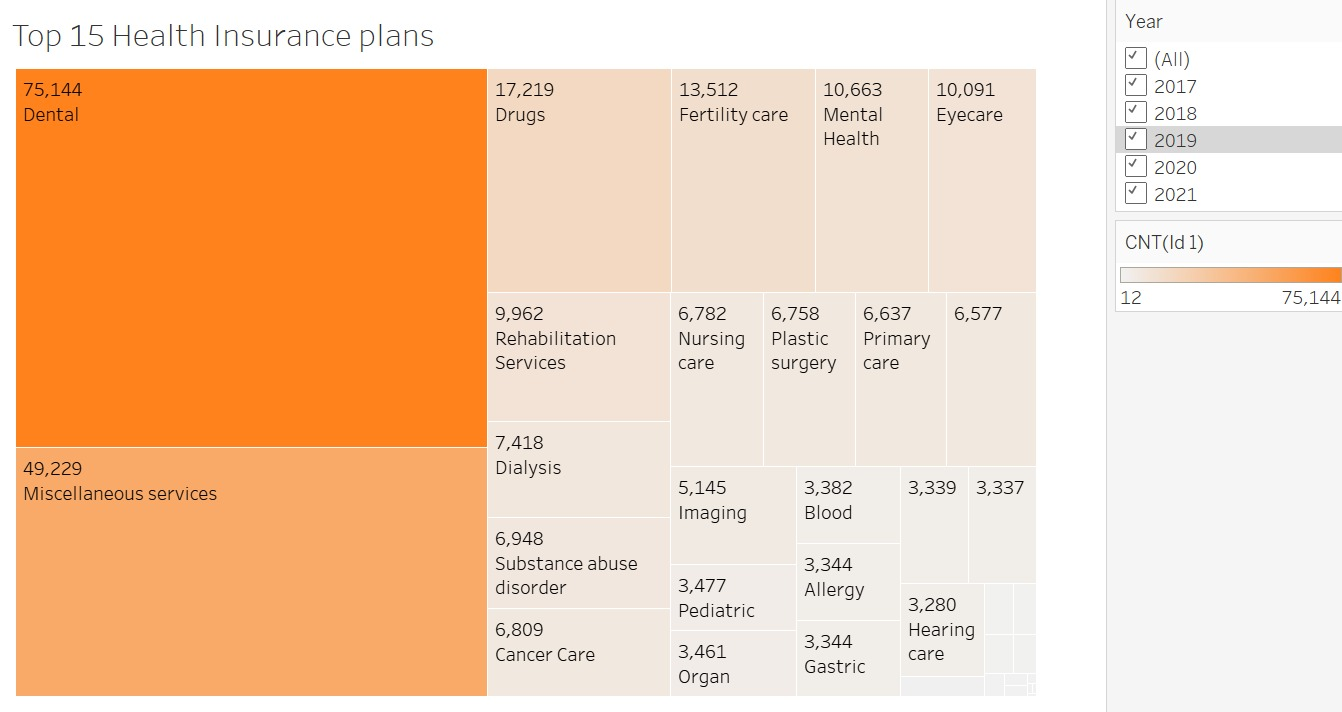 Top 15 Health Insurance plans
75,144
Dental
49,229
Miscellaneous services
17,219
Drugs
13,512
Fertility care
10,663
Mental
Health
10,091
Eyecare
9,962
Rehabilitation
Services
7,418
Dialysis
6,948
Substance abuse
disorder
6,809
Cancer Care
6,782
Nursing
care
6,758
Plastic
surgery
6,637
Primary
care
6,577
5,145
Imaging
3,477
Pediatric
3,461
Organ
3,382
Blood
3,344
Allergy
3,344
Gastric
3,339
3,337
3,280
Hearing
care
Year
(All)
2017
2018
2019
2020
2021
CNT(Id 1)
12 75,144